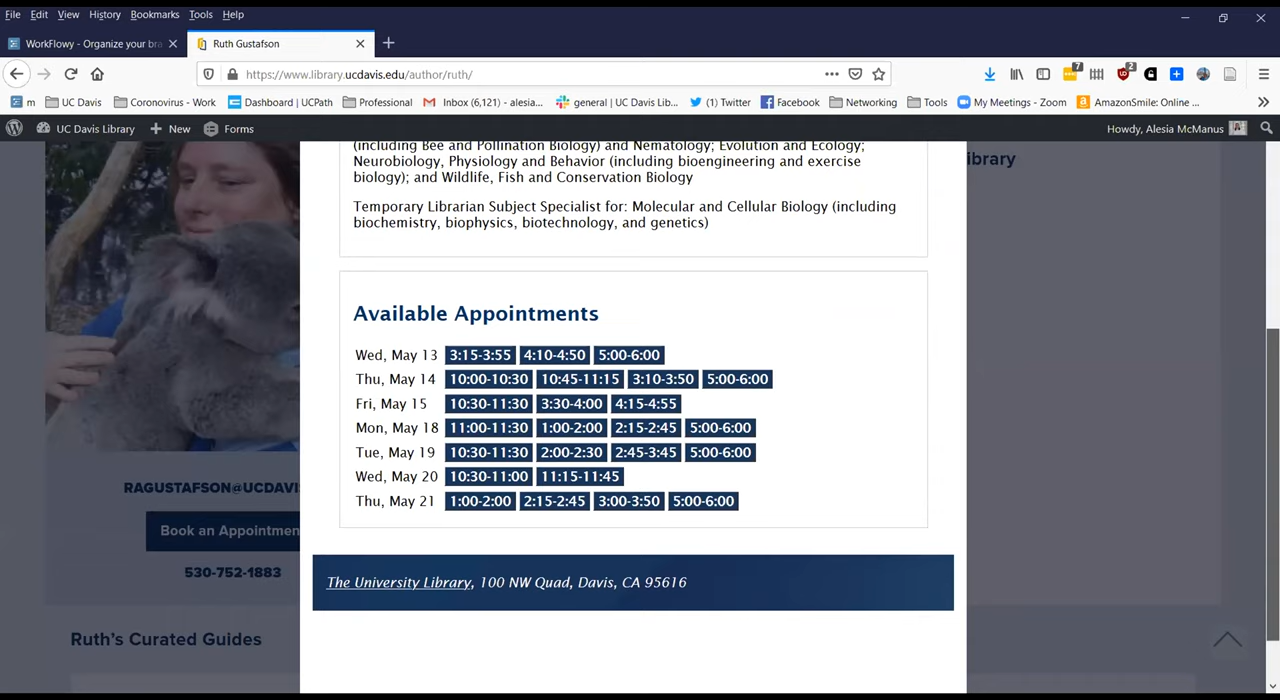 File Edit View History Bookmarks Tools Help
WorkFlowy - Organize your bra
Ruth Gustafson
https://www.library.ucdavis.edu/author/ruth/
7
2
m UC Davis Coronovirus - Work Dashboard | UCPath Professional Inbox (6,121) - alesia... general | UC Davis Lib... (1) Twitter Facebook Networking Tools My Meetings - Zoom AmazonSmile: Online ...
UC Davis Library New Forms Howdy, Alesia McManus
(including Bee and Pollination Biology) and Nematology; Evolution and Ecology;
Neurobiology, Physiology and Behavior (including bioengineering and exercise
biology); and Wildlife, Fish and Conservation Biology
Temporary Librarian Subject Specialist for: Molecular and Cellular Biology (including
biochemistry, biophysics, biotechnology, and genetics)
ibrary
Available Appointments
Wed, May 13 3:15-3:55 4:10-4:50 5:00-6:00
Thu, May 14 10:00-10:30 10:45-11:15 3:10-3:50 5:00-6:00
Fri, May 15 10:30-11:30 3:30-4:00 4:15-4:55
Mon, May 18 11:00-11:30 1:00-2:00 2:15-2:45 5:00-6:00
Tue, May 19 10:30-11:30 2:00-2:30 2:45-3:45 5:00-6:00
Wed, May 20 10:30-11:00 11:15-11:45
Thu, May 21 1:00-2:00 2:15-2:45 3:00-3:50 5:00-6:00
RAGUSTAFSON@UCDAVI
Book an Appointmen
530-752-1883
The University Library, 100 NW Quad, Davis, CA 95616
Ruth's Curated Guides